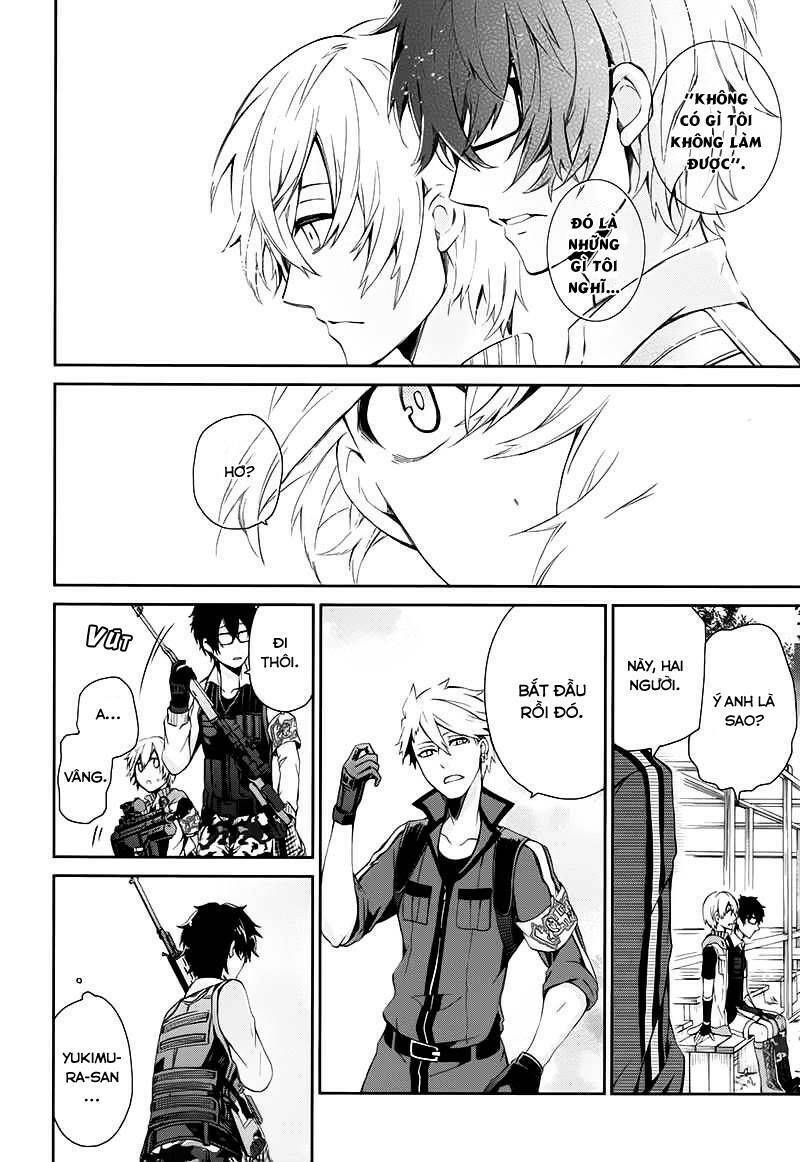 "KHÔNG
CÓ GÌ TÔI
KHÔNG LÀM
ĐƯỢC".
ĐÓ LÀ
NHỮNG
GÌ TÔI
NGHĨ...
HƠ?
Ý ANH LÀ
SAO?
NÀY, HAI
NGƯỜI.
BẮT ĐẦU
RỒI ĐÓ.
ĐI
THÔI.
VÚT
A...
VÂNG.
YUKIMU-
RA-SAN
...